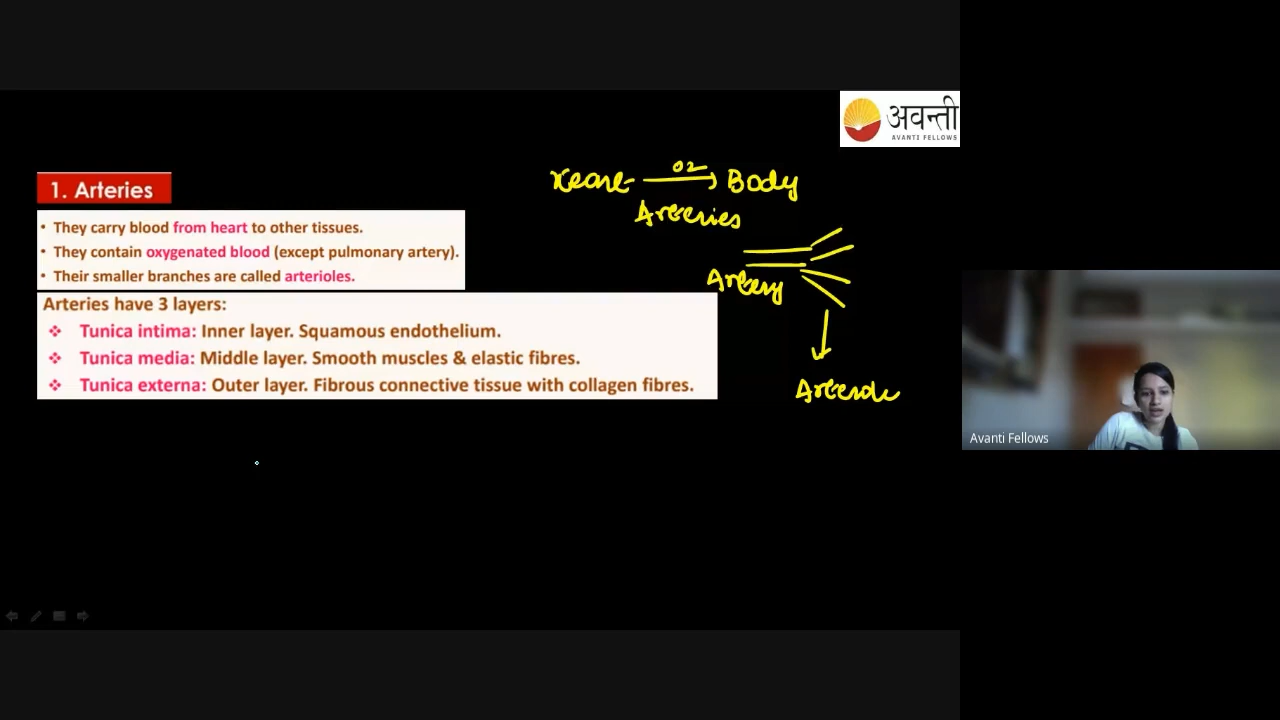 अवन्ती
AVANTI FELLOWS
1. Arteries
• They carry blood from heart to other tissues.
• They contain oxygenated blood (except pulmonary artery).
• Their smaller branches are called arterioles.
Arteries have 3 layers:
❖ Tunica intima: Inner layer. Squamous endothelium.
❖ Tunica media: Middle layer. Smooth muscles & elastic fibres.
❖ Tunica externa: Outer layer. Fibrous connective tissue with collagen fibres.
Heart O2 → Body
Arteries
Artery
Arteriole
Avanti Fellows